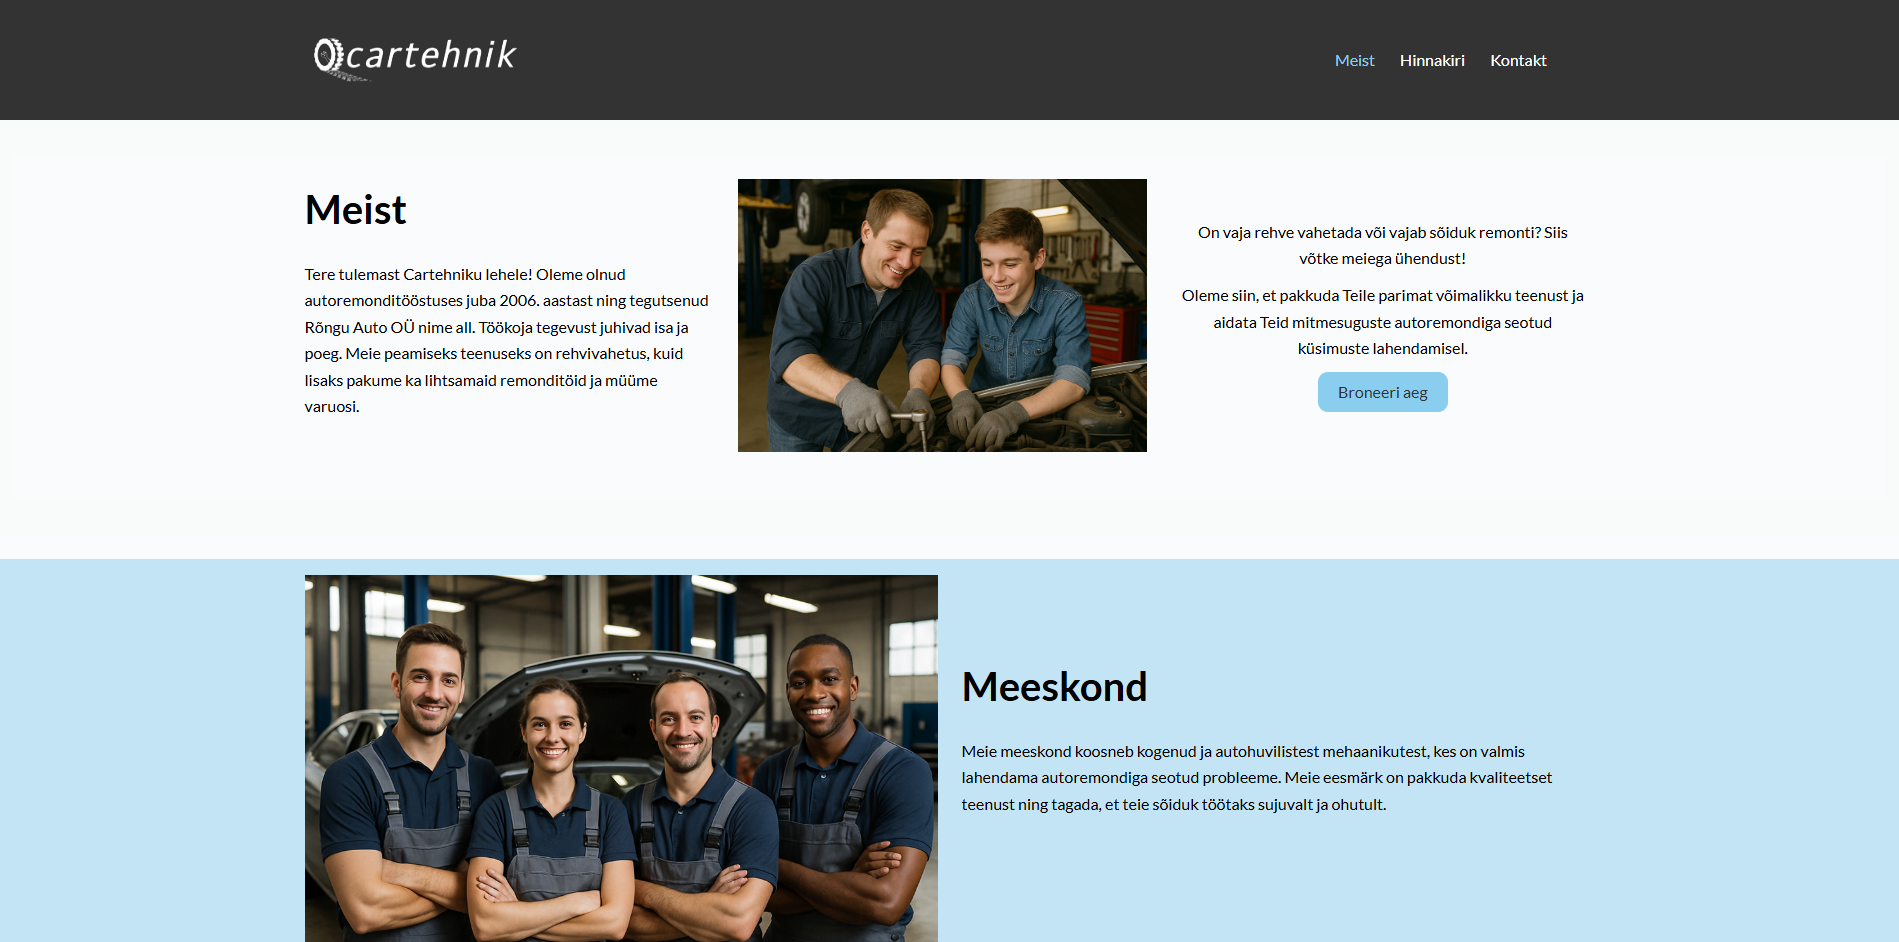 cartehnik
Meist Hinnakiri Kontakt
Meist
Tere tulemast Cartehniku lehele! Oleme olnud
autoremonditööstuses juba 2006. aastast ning tegutsenud
Rõngu Auto OÜ nime all. Töökoja tegevust juhivad isa ja
poeg. Meie peamiseks teenuseks on rehvivahetus, kuid
lisaks pakume ka lihtsamaid remonditöid ja müüme
varuosi.
On vaja rehve vahetada või vajab sõiduk remonti? Siis
võtke meiega ühendust!
Oleme siin, et pakkuda Teile parimat võimalikku teenust ja
aidata Teid mitmesuguste autoremondiga seotud
küsimuste lahendamisel.
Broneeri aeg
Meeskond
Meie meeskond koosneb kogenud ja autohuvilistest mehaanikutest, kes on valmis
lahendama autoremondiga seotud probleeme. Meie eesmärk on pakkuda kvaliteetset
teenust ning tagada, et teie sõiduk töötaks sujuvalt ja ohutult.